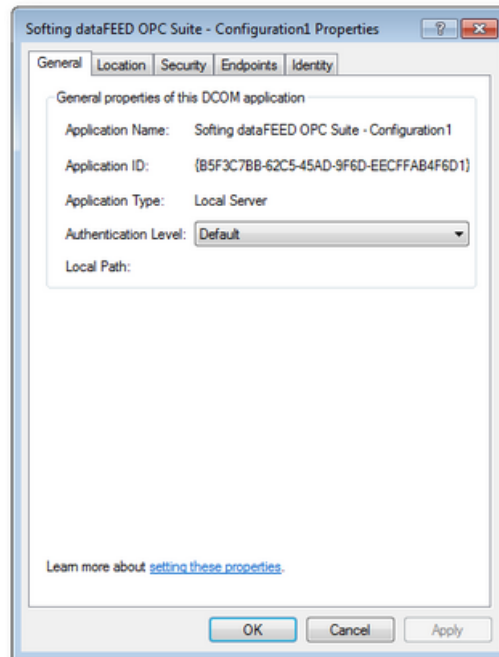 Softing dataFEED OPC Suite - Configuration1 Properties
General Location Security Endpoints Identity
General properties of this DCOM application
Application Name: Softing dataFEED OPC Suite - Configuration1
Application ID: {B5F3C7BB-62C5-45AD-9F6D-EECFFAB4F6D1}
Application Type: Local Server
Authentication Level: Default
Local Path:
Learn more about setting these properties.
OK Cancel Apply